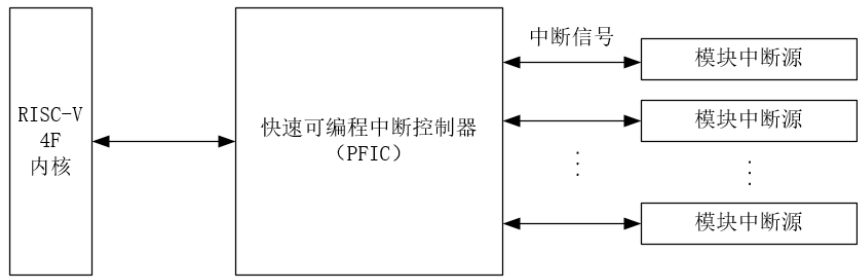 RISC-V
4F
内核
快速可编程中断控制器
（PFIC）
中断信号
模块中断源
模块中断源
模块中断源